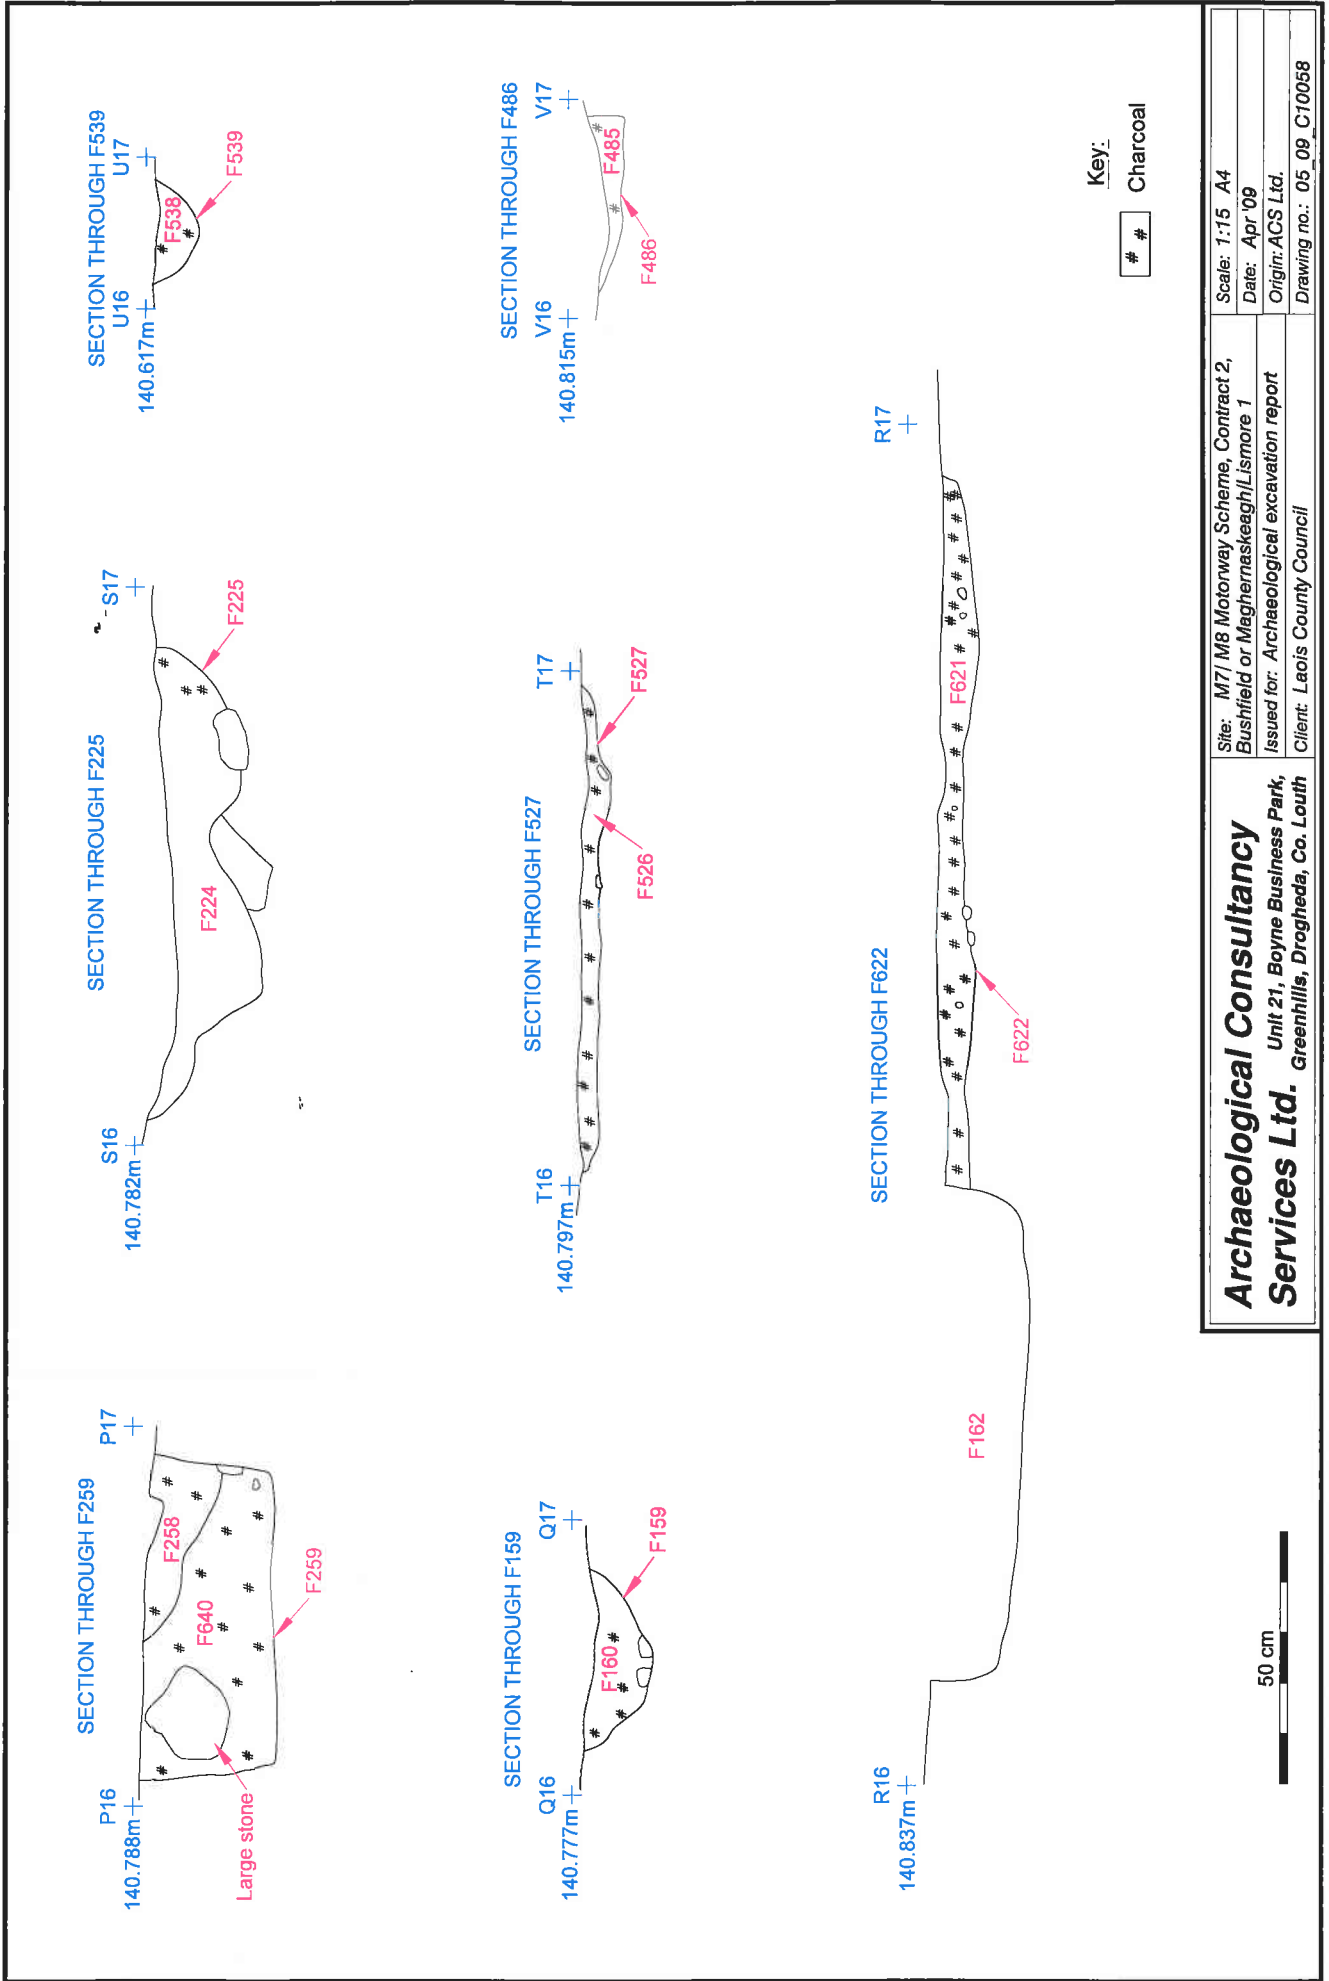 SECTION THROUGH F259
P16
P17
140.788m
F258
F640
F259
Large stone
SECTION THROUGH F225
S16
S17
140.782m
F224
F225
SECTION THROUGH F539
U16
U17
140.617m
F538
F539
SECTION THROUGH F159
Q16
Q17
140.777m
F160
F159
SECTION THROUGH F527
T16
T17
140.797m
F526
F527
SECTION THROUGH F486
V16
V17
140.815m
F485
F486
SECTION THROUGH F622
R16
R17
140.837m
F162
F621
F622
Key:
# #
Charcoal
50 cm
Archaeological Consultancy
Services Ltd.
Unit 21, Boyne Business Park,
Greenhills, Drogheda, Co. Louth
Site: M7/ M8 Motorway Scheme, Contract 2,
Bushfield or Maghernaskeagh/Lismore 1
Issued for: Archaeological excavation report
Client: Laois County Council
Scale: 1:15 A4
Date: Apr '09
Origin: ACS Ltd.
Drawing no.: 05_09_C10058